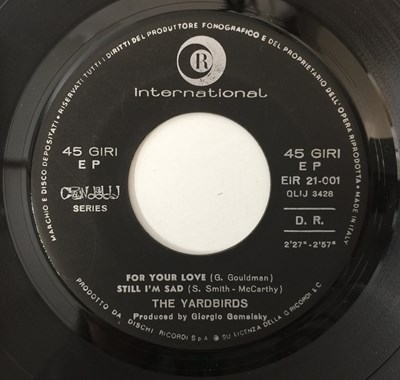 RISERVATI TUTTI I DIRITTI DEL PRODUTTORE FONOGRAFICO E DEL PROPRIETARIO DELL'OPERA RIPRODOTTA • MADE IN ITALY
MARCHIO E DISCO DEPOSITATI •
R
International
45 GIRI
E P
SERIES
45 GIRI
E P
EIR 21-001
QLIJ 3428
D. R.
2'27" - 2'57"
FOR YOUR LOVE (G. Gouldman)
STILL I'M SAD (S. Smith - McCarthy)
THE YARDBIRDS
Produced by Giorgio Gomelsky
PRODOTTO DA DISCHI RICORDI S p A
SU LICENZA DELLA G RICORDI & C